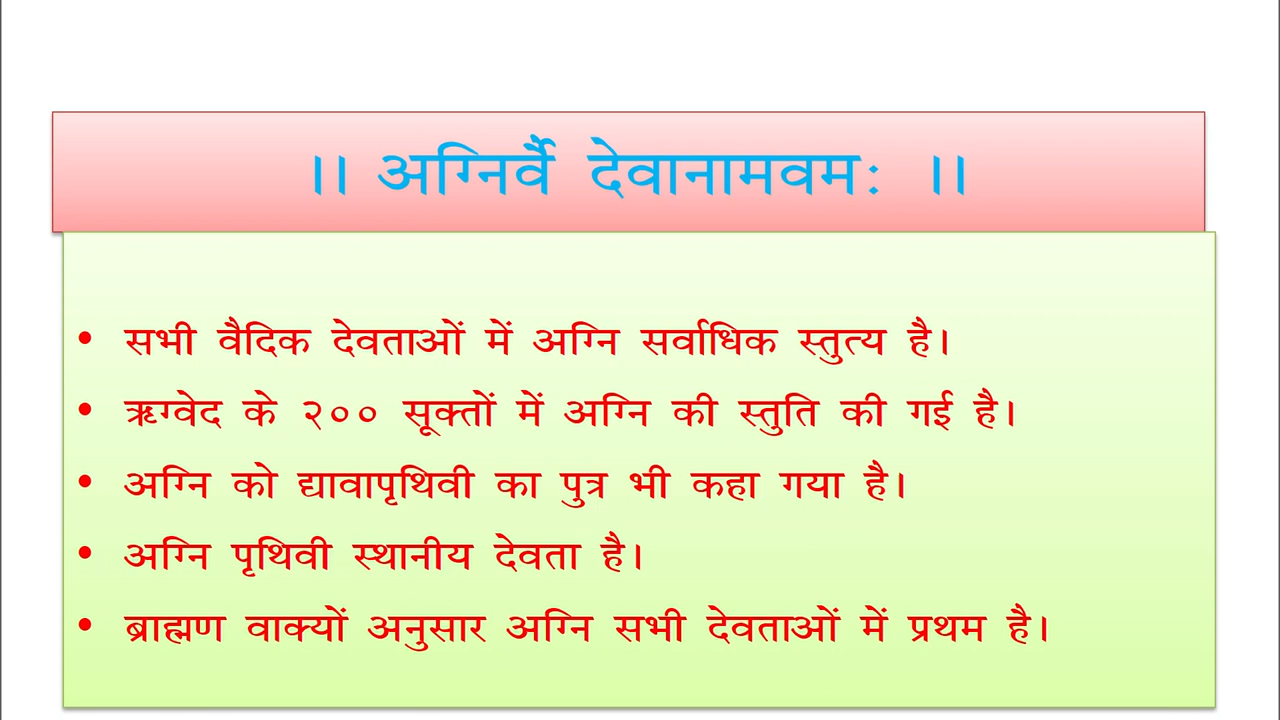 ।। अग्निर्वै देवानामवमः ।।
• सभी वैदिक देवताओं में अग्नि सर्वाधिक स्तुत्य है।
• ऋग्वेद के २०० सूक्तों में अग्नि की स्तुति की गई है।
• अग्नि को द्यावापृथिवी का पुत्र भी कहा गया है।
• अग्नि पृथिवी स्थानीय देवता है।
• ब्राह्मण वाक्यों अनुसार अग्नि सभी देवताओं में प्रथम है।